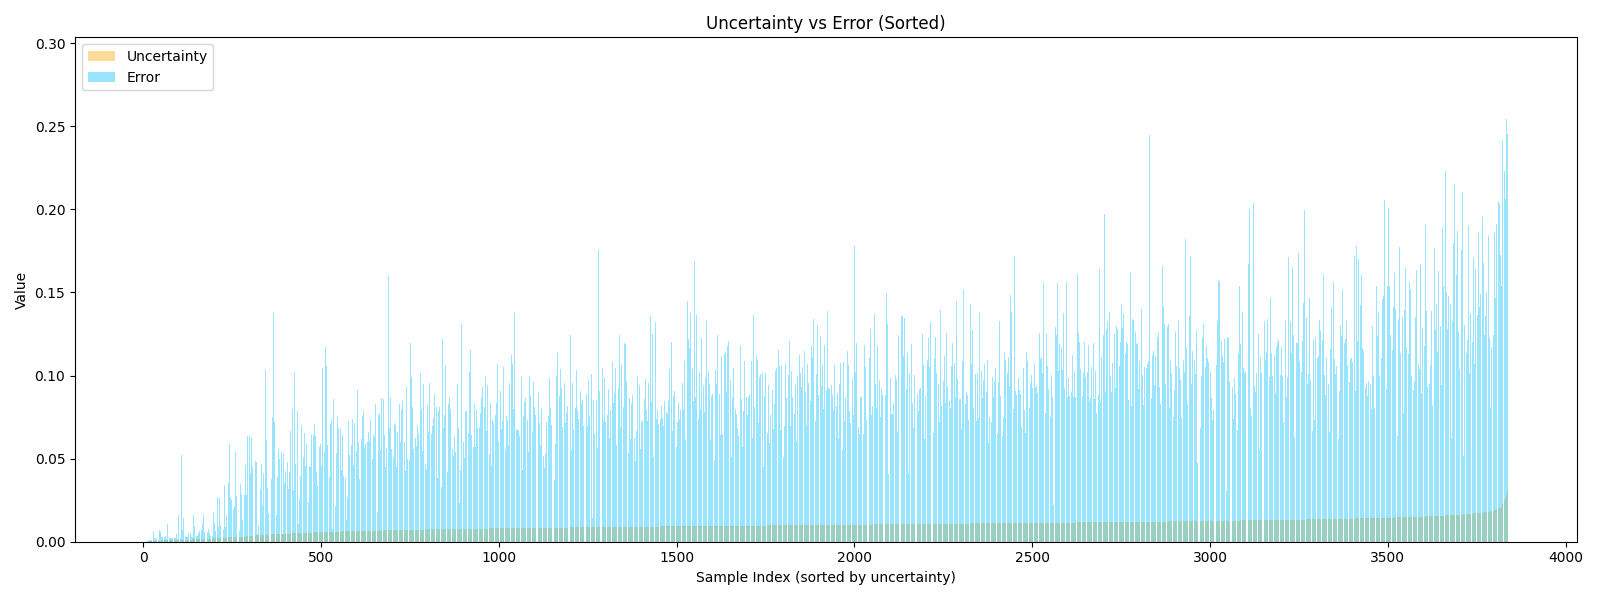 Uncertainty vs Error (Sorted)
Uncertainty
Error
Value
0.30
0.25
0.20
0.15
0.10
0.05
0.00
0 500 1000 1500 2000 2500 3000 3500 4000
Sample Index (sorted by uncertainty)